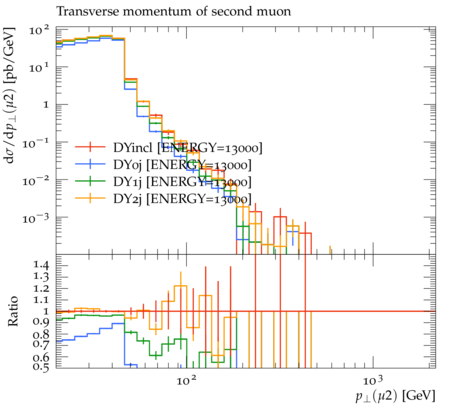 Transverse momentum of second muon
dσ/dp⊥(μ2) [pb/GeV]
10²
10¹
1
10⁻¹
10⁻²
10⁻³
DYincl [ENERGY=13000]
DY0j [ENERGY=13000]
DY1j [ENERGY=13000]
DY2j [ENERGY=13000]
Ratio
1.4
1.3
1.2
1.1
1
0.9
0.8
0.7
0.6
0.5
10²
10³
p⊥(μ2) [GeV]